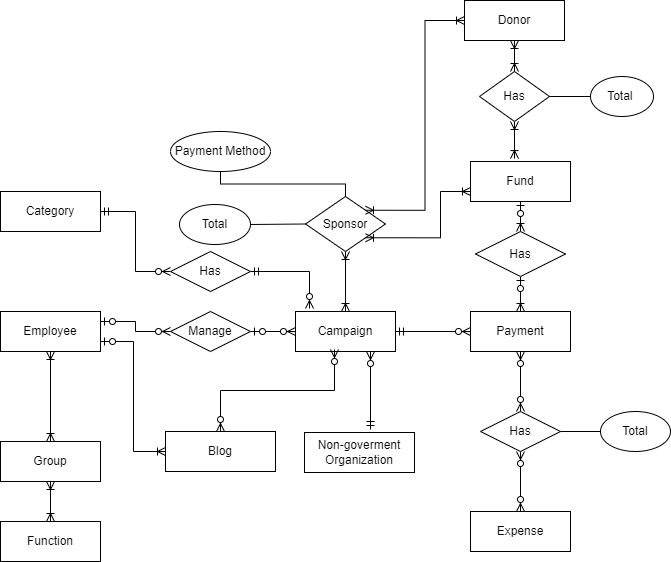 Donor
Has
Total
Payment Method
Fund
Category
Total
Sponsor
Has
Has
Employee
Manage
Campaign
Payment
Group
Blog
Non-goverment
Organization
Has
Total
Function
Expense